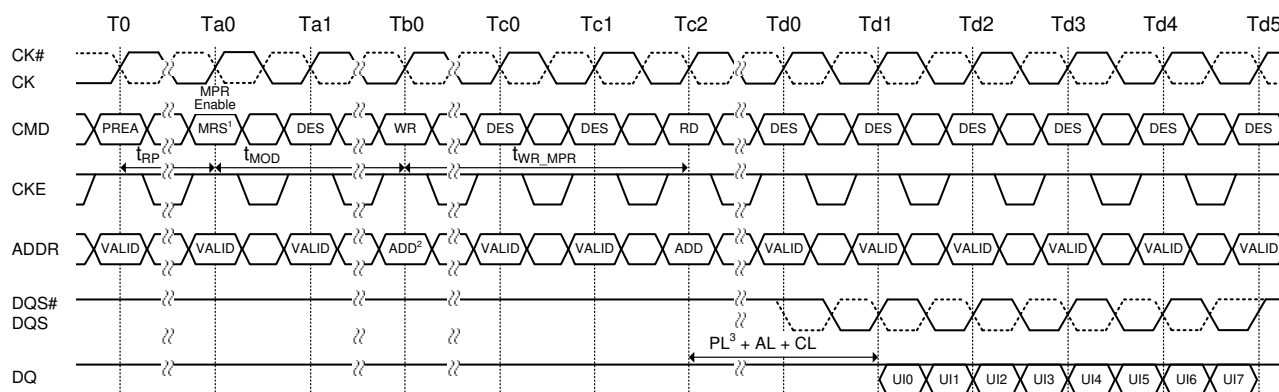 T0 Ta0 Ta1 Tb0 Tc0 Tc1 Tc2 Td0 Td1 Td2 Td3 Td4 Td5
CK#
CK
MPR
Enable
CMD PREA MRS¹ DES WR DES DES RD DES DES DES DES DES DES
tRP tMOD tWR_MPR
CKE
ADDR VALID VALID VALID ADD² VALID VALID ADD VALID VALID VALID VALID VALID VALID
DQS#
DQS
PL³ + AL + CL
DQ UI0 UI1 UI2 UI3 UI4 UI5 UI6 UI7